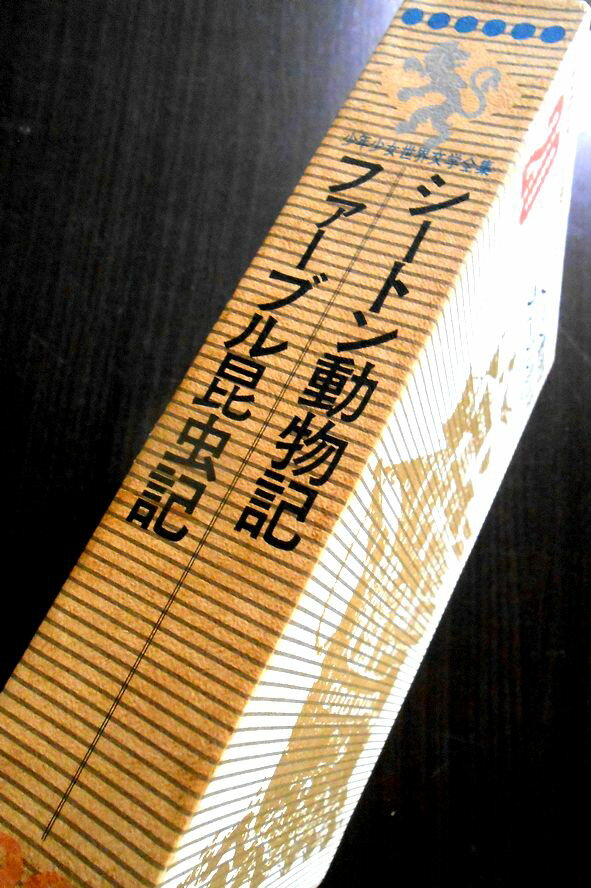 少年少女世界文学全集
シートン動物記
ファーブル昆虫記